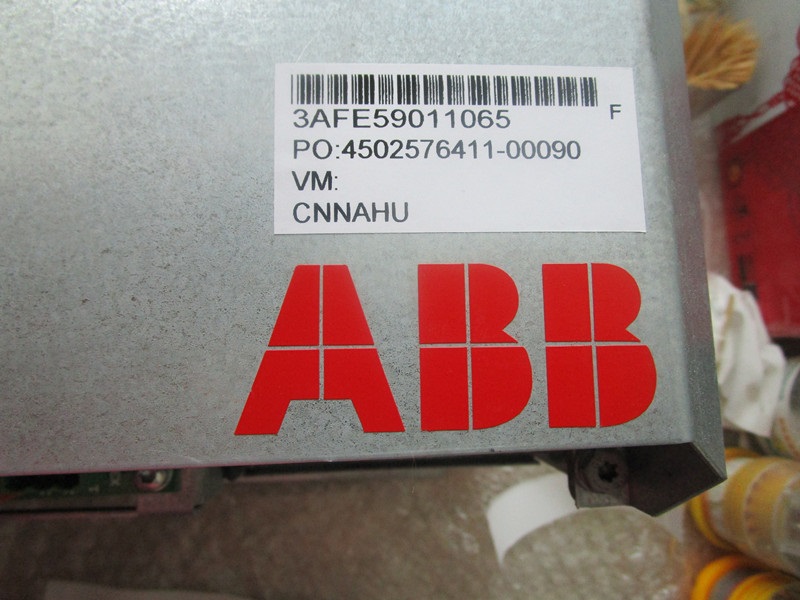 3AFE59011065
F
PO:4502576411-00090
VM:
CNNAHU
ABB